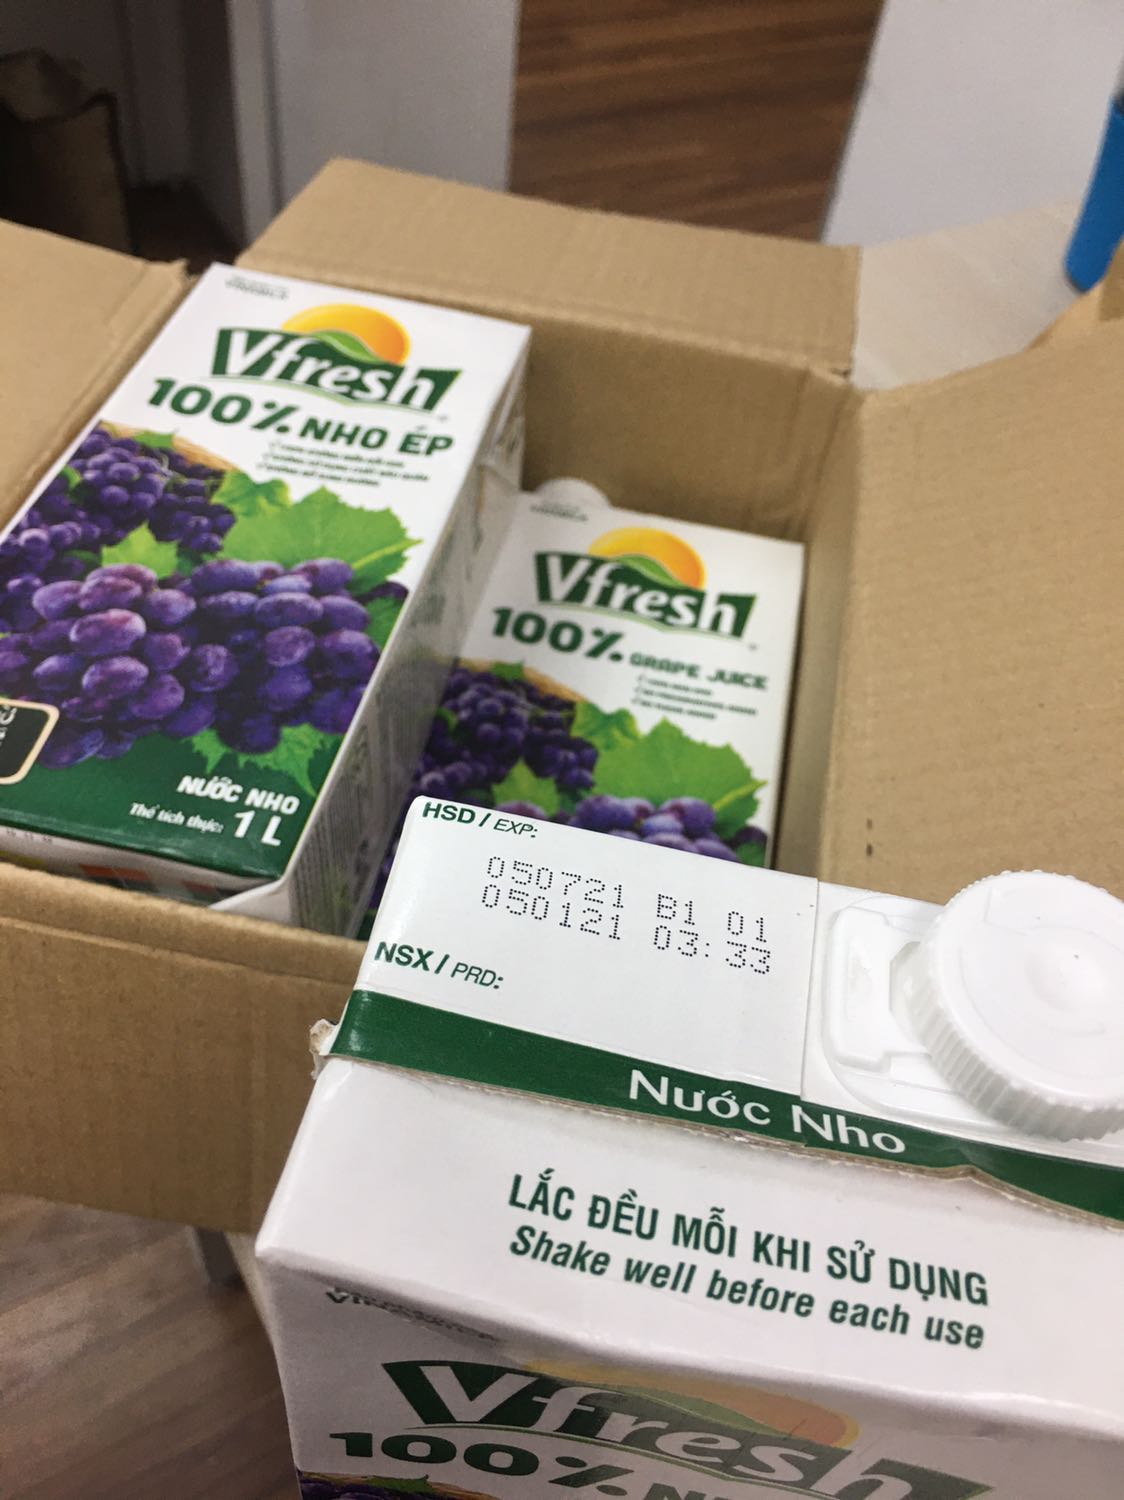 Vfresh
100% NHO ÉP
NƯỚC NHO
Thể tích thực: 1 L
Vfresh
100% GRAPE JUICE
HSD / EXP:
050721 B1 01
050121 03:33
NSX / PRD:
Nước Nho
LẮC ĐỀU MỖI KHI SỬ DỤNG
Shake well before each use
Vfresh
100% N